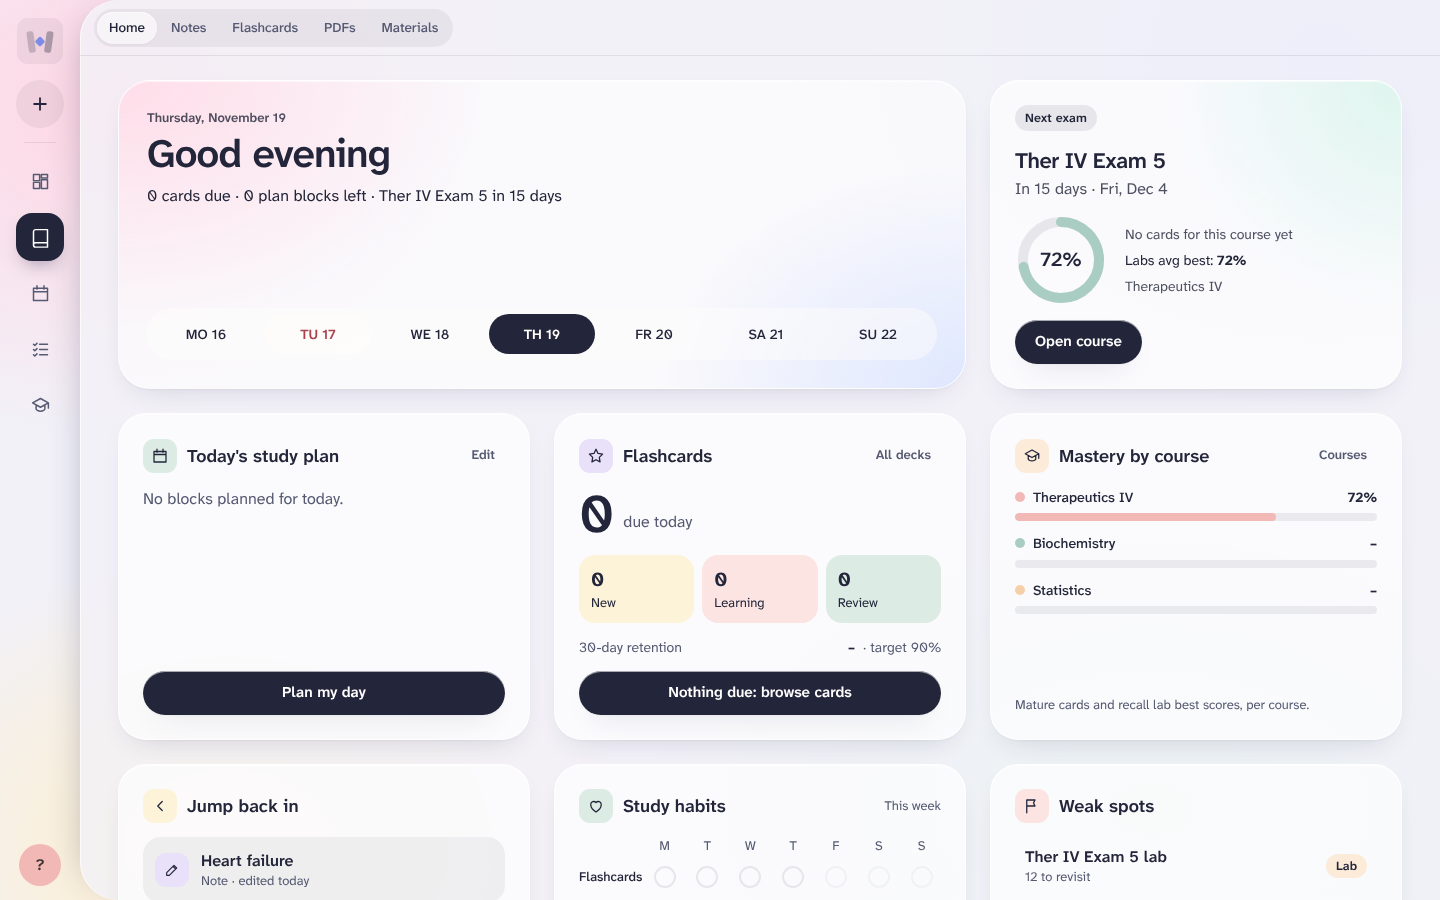 Home Notes Flashcards PDFs Materials
Thursday, November 19
Good evening
0 cards due · 0 plan blocks left · Ther IV Exam 5 in 15 days
MO 16 TU 17 WE 18 TH 19 FR 20 SA 21 SU 22
Next exam
Ther IV Exam 5
In 15 days · Fri, Dec 4
72%
No cards for this course yet
Labs avg best: 72%
Therapeutics IV
Open course
Today's study plan
Edit
No blocks planned for today.
Plan my day
Flashcards
All decks
0 due today
0 New
0 Learning
0 Review
30-day retention – · target 90%
Nothing due: browse cards
Mastery by course
Courses
Therapeutics IV 72%
Biochemistry –
Statistics –
Mature cards and recall lab best scores, per course.
Jump back in
Heart failure
Note · edited today
Study habits
This week
M T W T F S S
Flashcards
Weak spots
Ther IV Exam 5 lab
12 to revisit
Lab
?